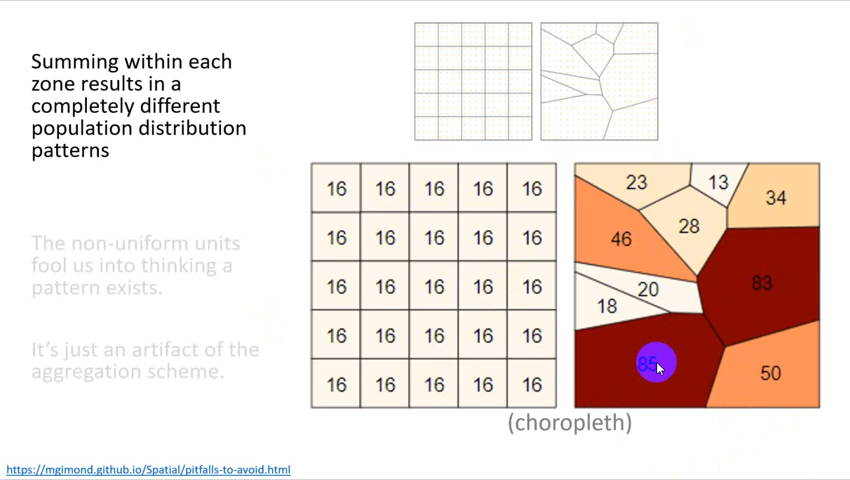 Summing within each
zone results in a
completely different
population distribution
patterns
The non-uniform units
fool us into thinking a
pattern exists.
It's just an artifact of the
aggregation scheme.
16 16 16 16 16
16 16 16 16 16
16 16 16 16 16
16 16 16 16 16
16 16 16 16 16
23 13 34
28
46
83
20
18
85
50
(choropleth)
https://mgimond.github.io/Spatial/pitfalls-to-avoid.html